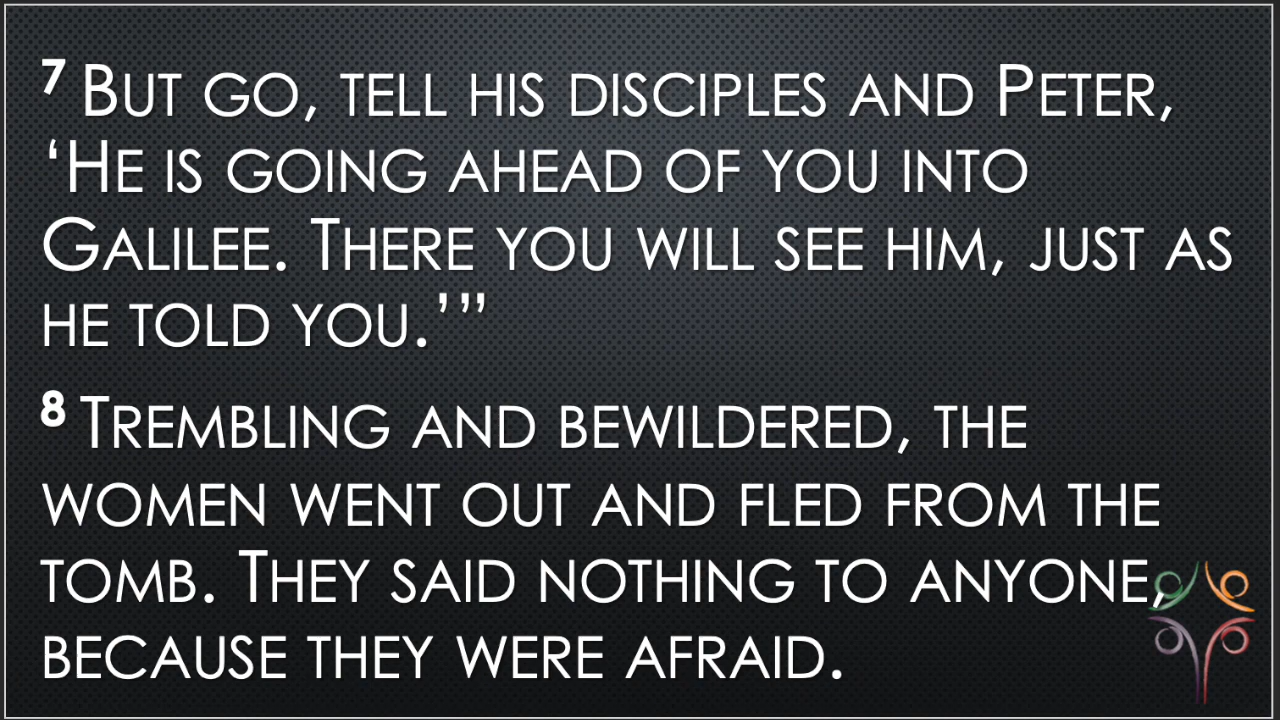 7 But go, tell his disciples and Peter,
‘He is going ahead of you into
Galilee. There you will see him, just as
he told you.’”
8 Trembling and bewildered, the
women went out and fled from the
tomb. They said nothing to anyone,
because they were afraid.